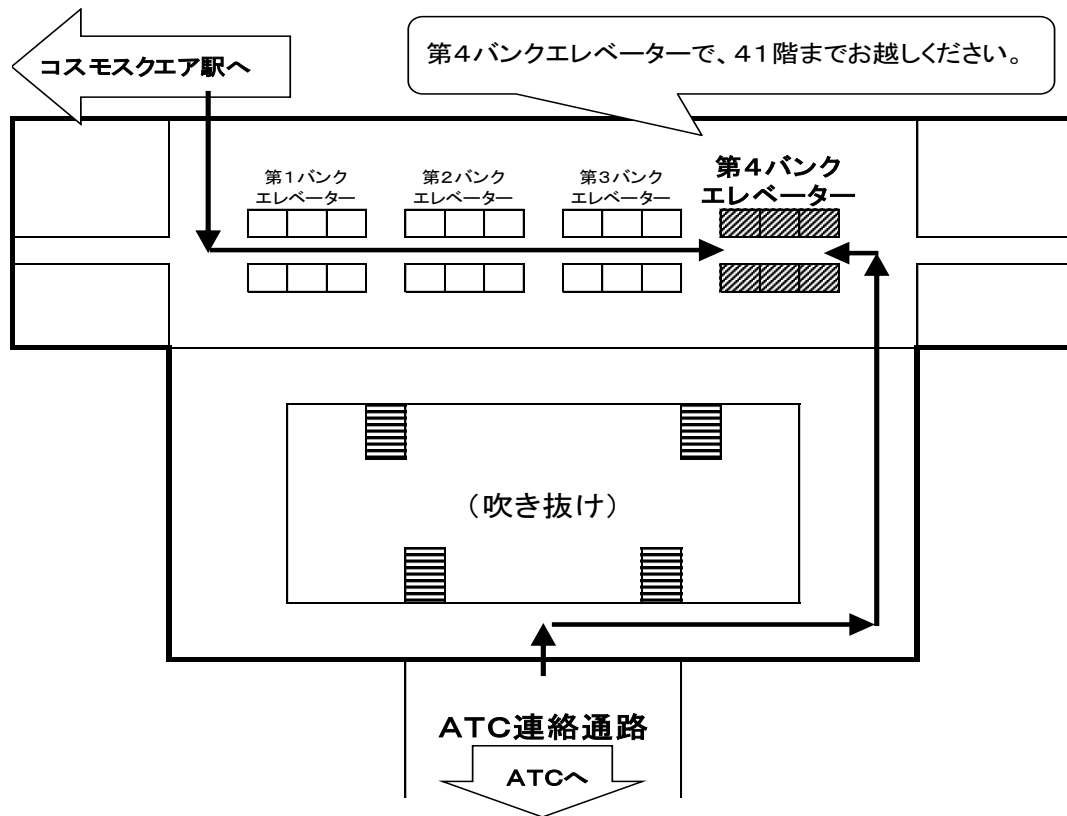 コスモスクエア駅へ
第4バンクエレベーターで、41階までお越しください。
第1バンク
エレベーター
第2バンク
エレベーター
第3バンク
エレベーター
第4バンク
エレベーター
（吹き抜け）
ATC連絡通路
ATCへ